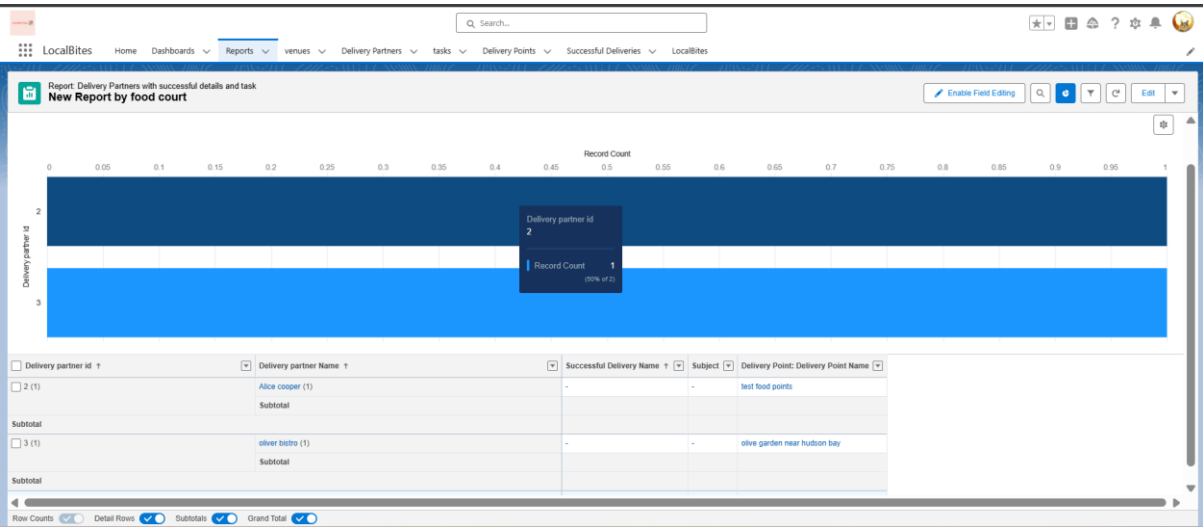 Search...
LocalBites Home Dashboards Reports venues Delivery Partners tasks Delivery Points Successful Deliveries LocalBites
Report: Delivery Partners with successful details and task
New Report by food court
Enable Field Editing
Edit
Record Count
0 0.05 0.1 0.15 0.2 0.25 0.3 0.35 0.4 0.45 0.5 0.55 0.6 0.65 0.7 0.75 0.8 0.85 0.9 0.95 1
Delivery partner id
2
3
Delivery partner id
2
Record Count 1
(50% of 2)
Delivery partner id ↑ Delivery partner Name ↑ Successful Delivery Name ↑ Subject Delivery Point: Delivery Point Name
2 (1) Alice cooper (1) - - test food points
Subtotal
Subtotal
3 (1) oliver bistro (1) - - olive garden near hudson bay
Subtotal
Subtotal
Row Counts Detail Rows Subtotals Grand Total